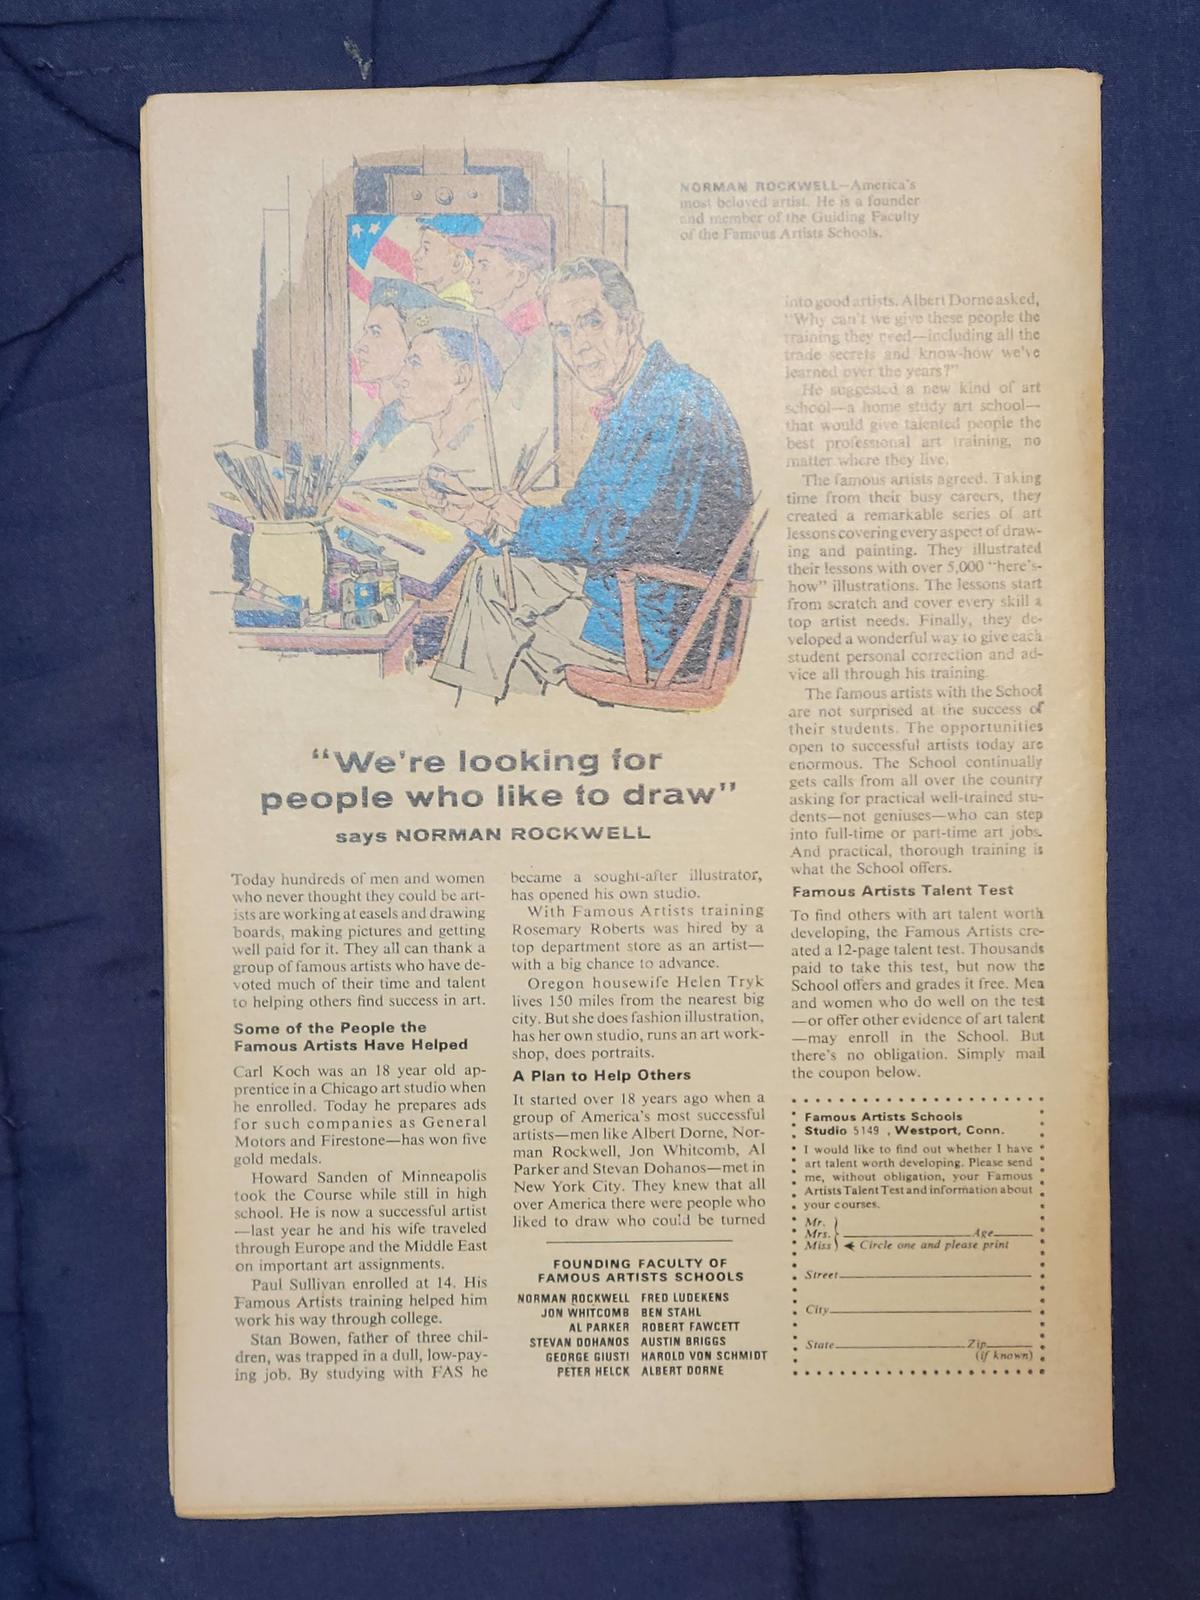 NORMAN ROCKWELL—America's
most beloved artist. He is a founder
and member of the Guiding Faculty
of the Famous Artists Schools.
"We're looking for
people who like to draw"
says NORMAN ROCKWELL
Today hundreds of men and women
who never thought they could be art-
ists are working at easels and drawing
boards, making pictures and getting
well paid for it. They all can thank a
group of famous artists who have de-
voted much of their time and talent
to helping others find success in art.
Some of the People the
Famous Artists Have Helped
Carl Koch was an 18 year old ap-
prentice in a Chicago art studio when
he enrolled. Today he prepares ads
for such companies as General
Motors and Firestone—has won five
gold medals.
Howard Sanden of Minneapolis
took the Course while still in high
school. He is now a successful artist
—last year he and his wife traveled
through Europe and the Middle East
on important art assignments.
Paul Sullivan enrolled at 14. His
Famous Artists training helped him
work his way through college.
Stan Bowen, father of three chil-
dren, was trapped in a dull, low-pay-
ing job. By studying with FAS he
became a sought-after illustrator,
has opened his own studio.
With Famous Artists training
Rosemary Roberts was hired by a
top department store as an artist—
with a big chance to advance.
Oregon housewife Helen Tryk
lives 150 miles from the nearest big
city. But she does fashion illustration,
has her own studio, runs an art work-
shop, does portraits.
A Plan to Help Others
It started over 18 years ago when a
group of America's most successful
artists—men like Albert Dorne, Nor-
man Rockwell, Jon Whitcomb, Al
Parker and Stevan Dohanos—met in
New York City. They knew that all
over America there were people who
liked to draw who could be turned
FOUNDING FACULTY OF
FAMOUS ARTISTS SCHOOLS
NORMAN ROCKWELL FRED LUDEKENS
JON WHITCOMB BEN STAHL
AL PARKER ROBERT FAWCETT
STEVAN DOHANOS AUSTIN BRIGGS
GEORGE GIUSTI HAROLD VON SCHMIDT
PETER HELCK ALBERT DORNE
into good artists. Albert Dorne asked,
"Why can't we give these people the
training they need—including all the
trade secrets and know-how we've
learned over the years?"
He suggested a new kind of art
school—a home study art school—
that would give talented people the
best professional art training, no
matter where they live.
The famous artists agreed. Taking
time from their busy careers, they
created a remarkable series of art
lessons covering every aspect of draw-
ing and painting. They illustrated
their lessons with over 5,000 "here's-
how" illustrations. The lessons start
from scratch and cover every skill a
top artist needs. Finally, they de-
veloped a wonderful way to give each
student personal correction and ad-
vice all through his training.
The famous artists with the School
are not surprised at the success of
their students. The opportunities
open to successful artists today are
enormous. The School continually
gets calls from all over the country
asking for practical well-trained stu-
dents—not geniuses—who can step
into full-time or part-time art jobs.
And practical, thorough training is
what the School offers.
Famous Artists Talent Test
To find others with art talent worth
developing, the Famous Artists cre-
ated a 12-page talent test. Thousands
paid to take this test, but now the
School offers and grades it free. Men
and women who do well on the test
—or offer other evidence of art talent
—may enroll in the School. But
there's no obligation. Simply mail
the coupon below.
Famous Artists Schools
Studio 5149 , Westport, Conn.
I would like to find out whether I have
art talent worth developing. Please send
me, without obligation, your Famous
Artists Talent Test and information about
your courses.
Mr.
Mrs. Age
Miss Circle one and please print
Street
City
State Zip
(if known)